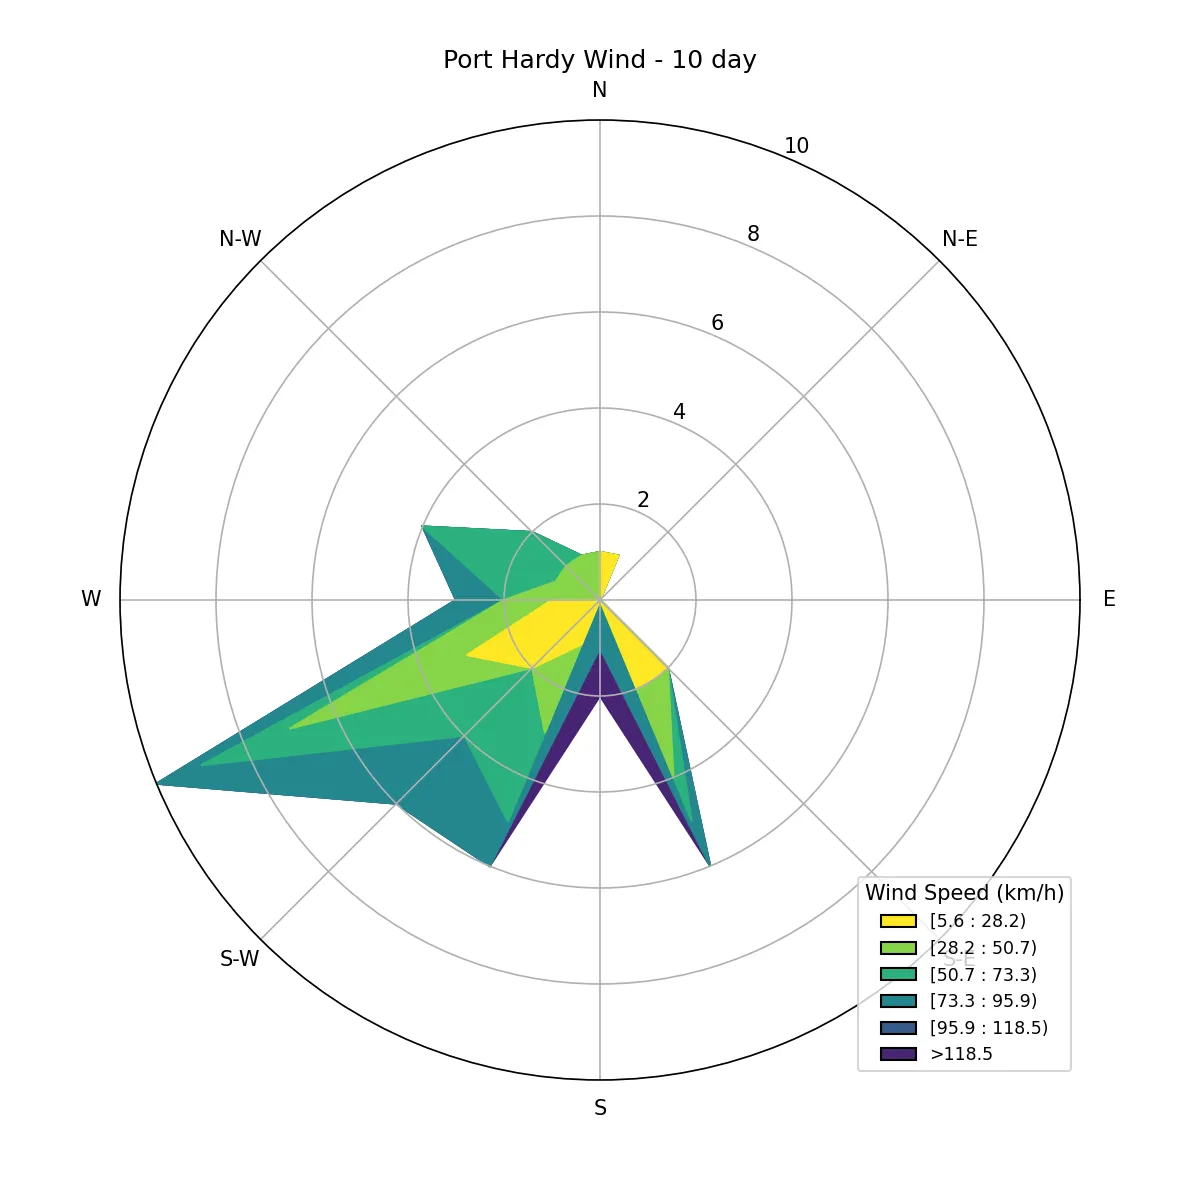 Port Hardy Wind - 10 day
N
10
N-W
8
N-E
6
4
2
W
E
S-W
S-E
S
Wind Speed (km/h)
[5.6 : 28.2)
[28.2 : 50.7)
[50.7 : 73.3)
[73.3 : 95.9)
[95.9 : 118.5)
>118.5